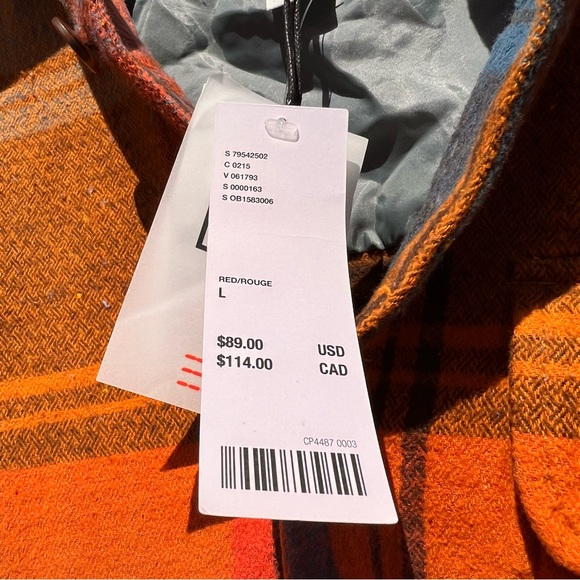 S 79542502
C 0215
V 061793
S 0000163
S OB1583006
RED/ROUGE
L
$89.00 USD
$114.00 CAD
CP4487 0003